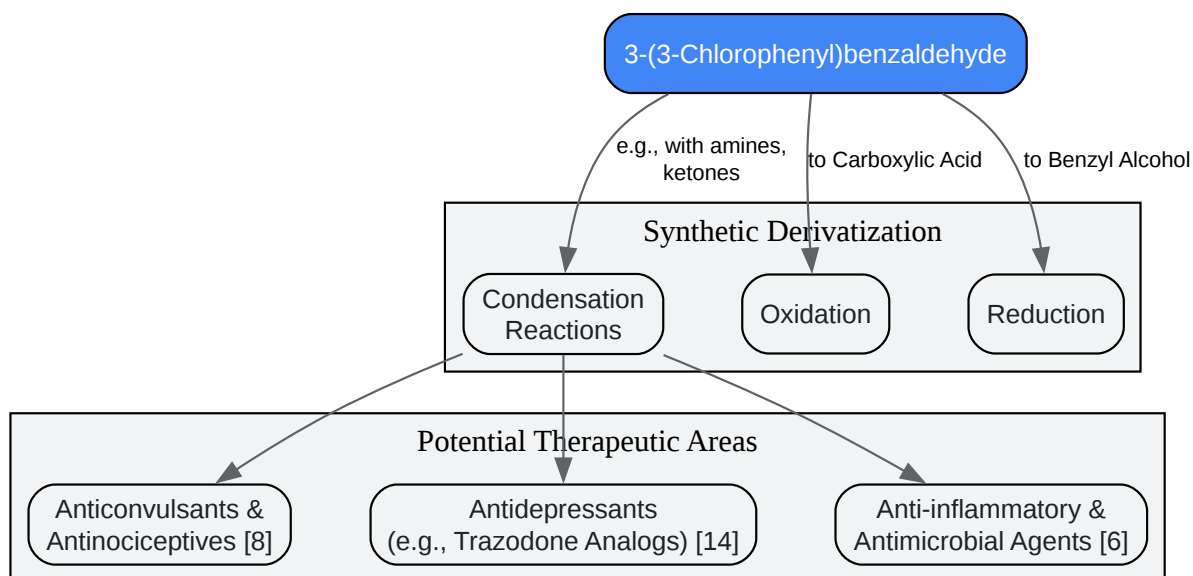 3-(3-Chlorophenyl)benzaldehyde
e.g., with amines,
ketones
to Carboxylic Acid
to Benzyl Alcohol
Synthetic Derivatization
Condensation
Reactions
Oxidation
Reduction
Potential Therapeutic Areas
Anticonvulsants &
Antinociceptives [8]
Antidepressants
(e.g., Trazodone Analogs) [14]
Anti-inflammatory &
Antimicrobial Agents [6]